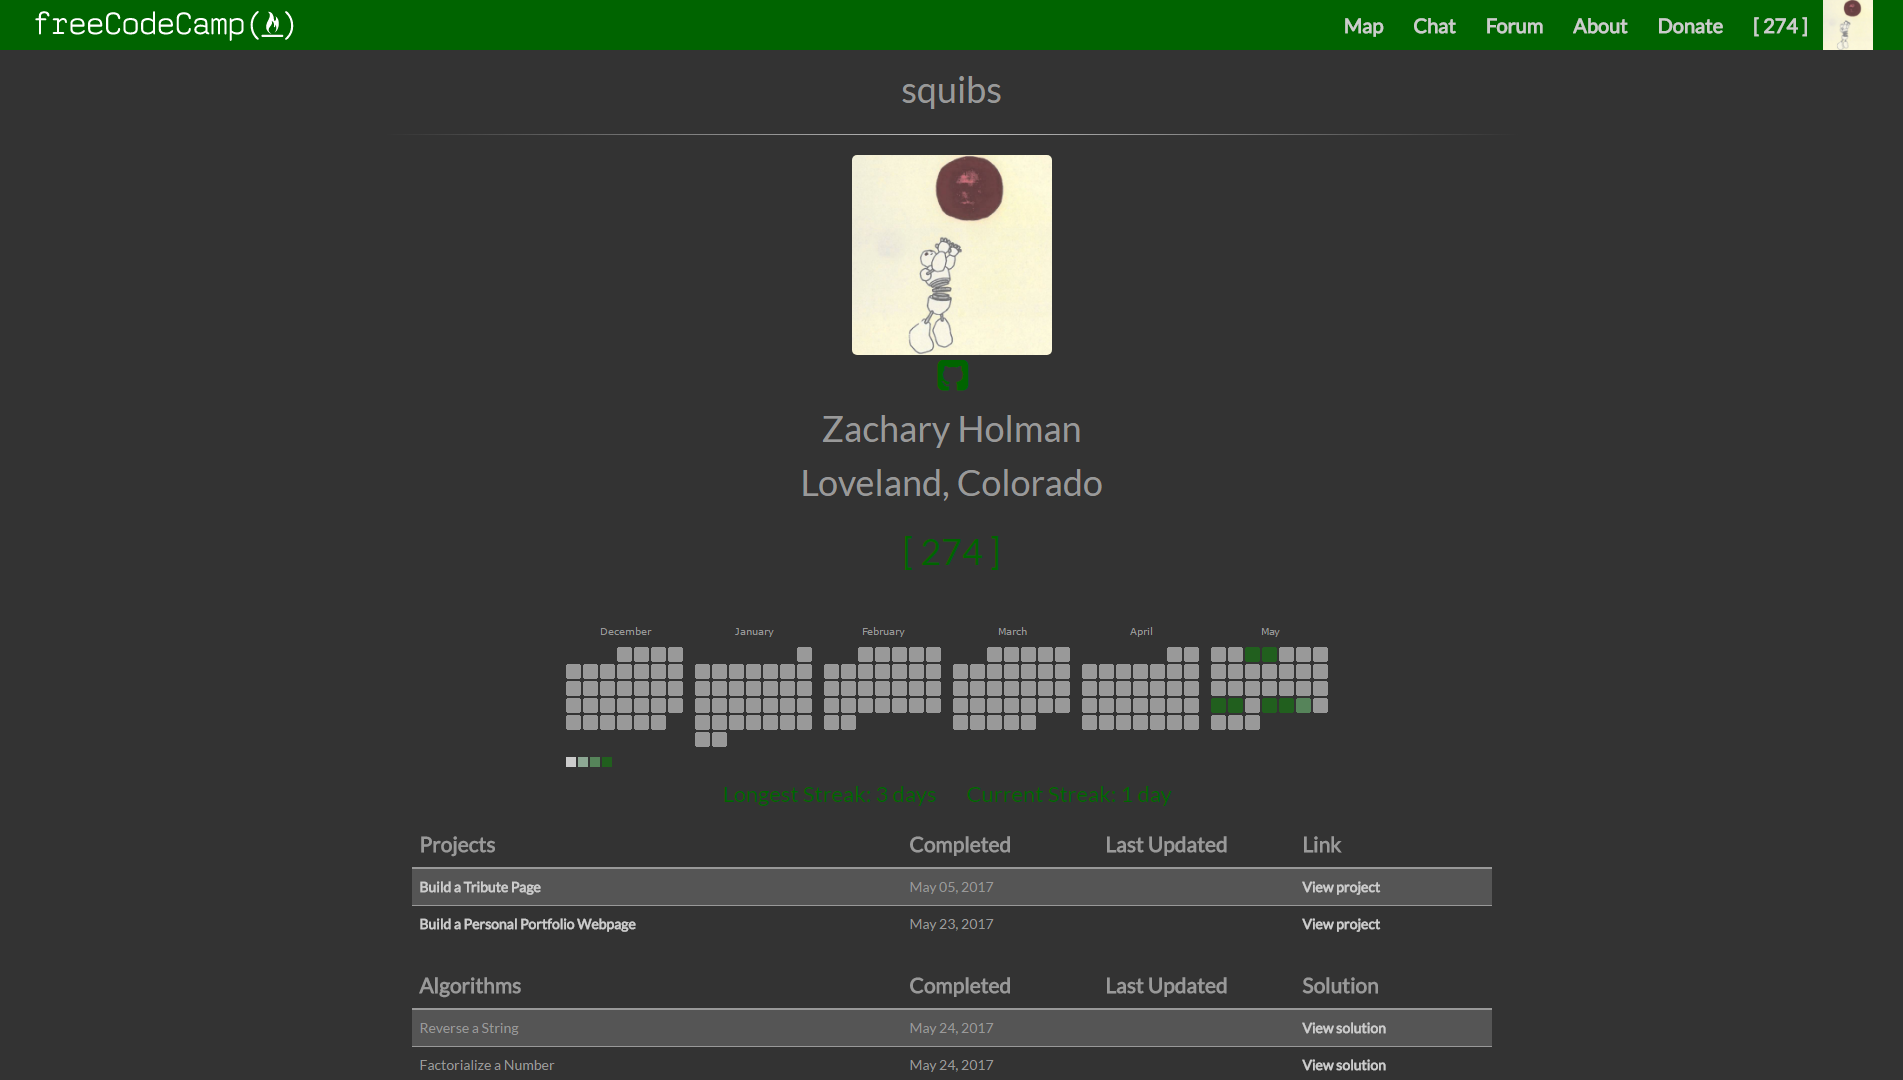 freeCodeCamp(🔥)
Map Chat Forum About Donate [ 274 ]
squibs
Zachary Holman
Loveland, Colorado
[ 274 ]
December January February March April May
Longest Streak: 3 days Current Streak: 1 day
Projects Completed Last Updated Link
Build a Tribute Page May 05, 2017 View project
Build a Personal Portfolio Webpage May 23, 2017 View project
Algorithms Completed Last Updated Solution
Reverse a String May 24, 2017 View solution
Factorialize a Number May 24, 2017 View solution